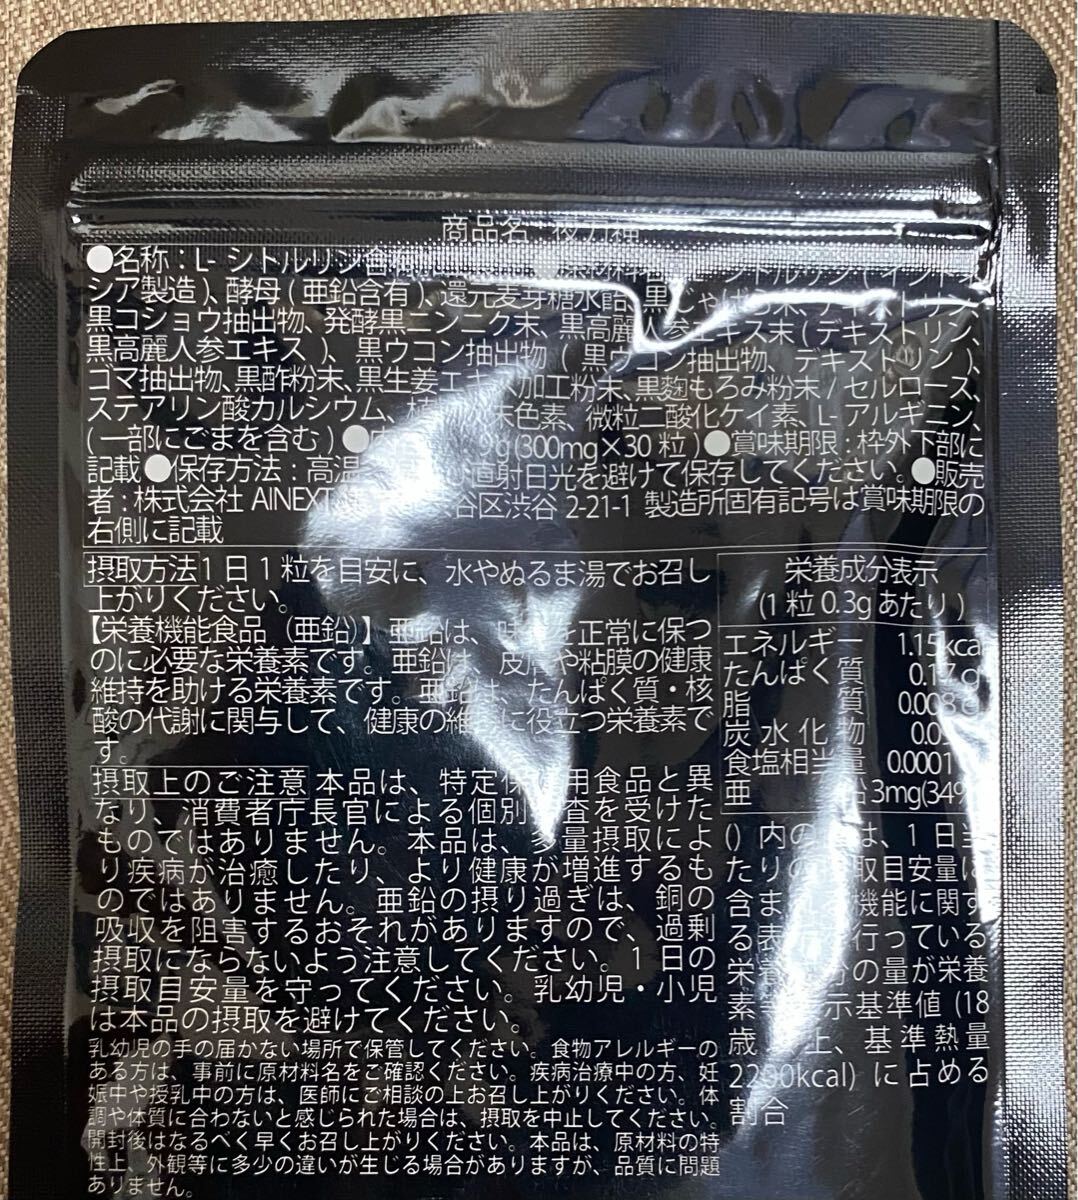 商品名
●名称：L-シトルリン含
シア製造)、酵母(亜鉛含有)、還元麦芽糖水飴、黒 じゃばら末、デキストリン、
黒コショウ抽出物、発酵黒ニンニク末、黒高麗人参エキス末(デキストリン、
黒高麗人参エキス)、黒ウコン抽出物(黒ウコン抽出物、デキストリン)、
ゴマ抽出物、黒酢粉末、黒生姜エ 加工粉末、黒麹もろみ粉末/セルロース、
ステアリン酸カルシウム、植 末色素、微粒二酸化ケイ素、L-アルギニン、
(一部にごまを含む)● 9g(300mg×30粒)●賞味期限：枠外下部に
記載●保存方法：高温 直射日光を避けて保存してください。●販売
者：株式会社AINEXT 谷区渋谷2-21-1 製造所固有記号は賞味期限の
右側に記載
摂取方法 1日1粒を目安に、水やぬるま湯でお召し
上がりください。
【栄養機能食品（亜鉛）】亜鉛は、味 を正常に保つ
のに必要な栄養素です。亜鉛は、皮膚や粘膜の健康
維持を助ける栄養素です。亜鉛は、たんぱく質・核
酸の代謝に関与して、健康の維持に役立つ栄養素で
す。
摂取上のご注意 本品は、特定保 用食品と異
なり、消費者庁長官による個別 査を受けた
ものではありません。本品は、多量摂取によ
り疾病が治癒したり、より健康が増進するも
のではありません。亜鉛の摂り過ぎは、銅の
吸収を阻害するおそれがありますので、過剰
摂取にならないよう注意してください。1日の
摂取目安量を守ってください。乳幼児・小児
は本品の摂取を避けてください。
乳幼児の手の届かない場所で保管してください。食物アレルギーの
ある方は、事前に原材料名をご確認ください。疾病治療中の方、妊
娠中や授乳中の方は、医師にご相談の上お召し上がりください。体
調や体質に合わないと感じられた場合は、摂取を中止してください。
開封後はなるべく早くお召し上がりください。本品は、原材料の特
性上、外観等に多少の違いが生じる場合がありますが、品質に問題
ありません。
栄養成分表示
(1粒0.3gあたり)
エネルギー 1.15kcal
たんぱく質 0.17g
脂質 0.003g
炭水化物 0.0
食塩相当量 0.0001
亜鉛 3mg(34%
()内の は、1日当
たりの摂取目安量に
含まれる機能に関す
る表示を行っている
栄養 分の量が栄養
素 示基準値(18
歳 上、基準熱量
2200kcal)に占める
割合